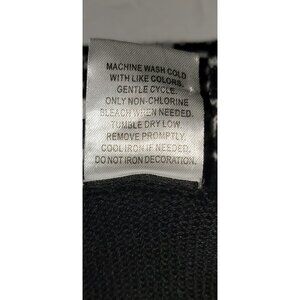 MACHINE WASH COLD
WITH LIKE COLORS.
GENTLE CYCLE.
ONLY NON-CHLORINE
BLEACH WHEN NEEDED.
TUMBLE DRY LOW.
REMOVE PROMPTLY.
COOL IRON IF NEEDED.
DO NOT IRON DECORATION.